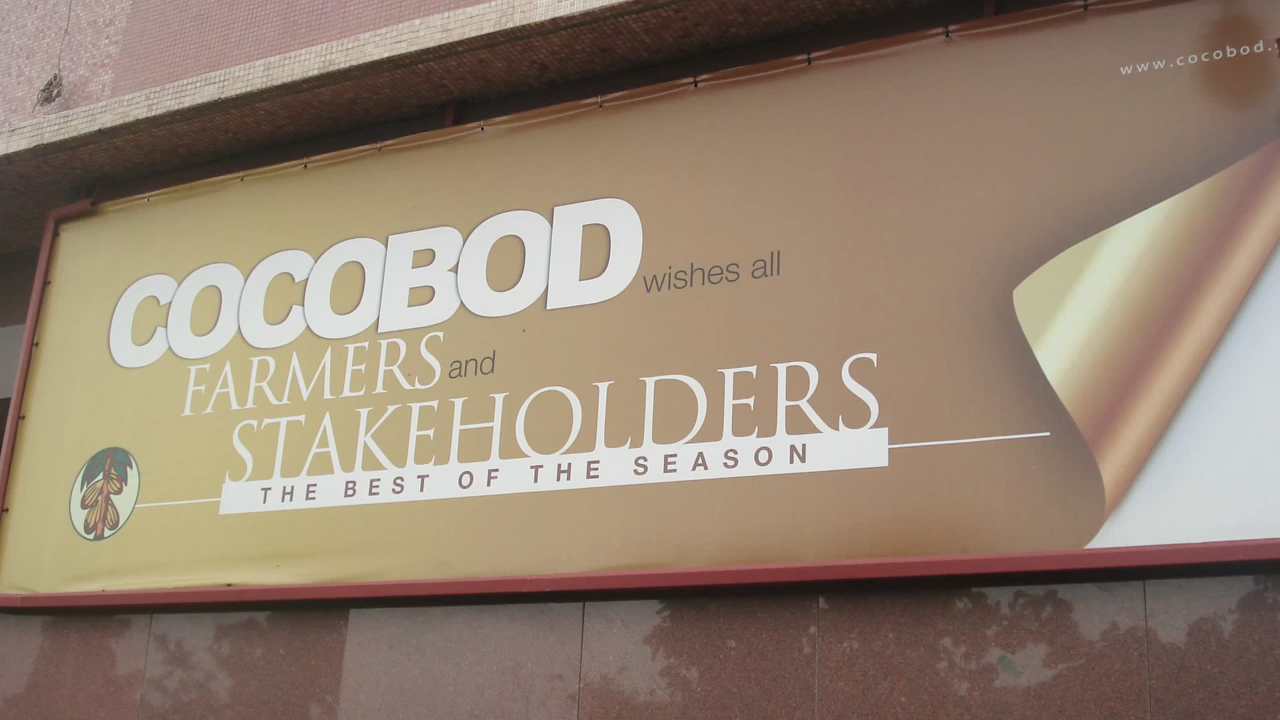 www.cocobod.
COCOBOD wishes all
FARMERS and
STAKEHOLDERS
THE BEST OF THE SEASON